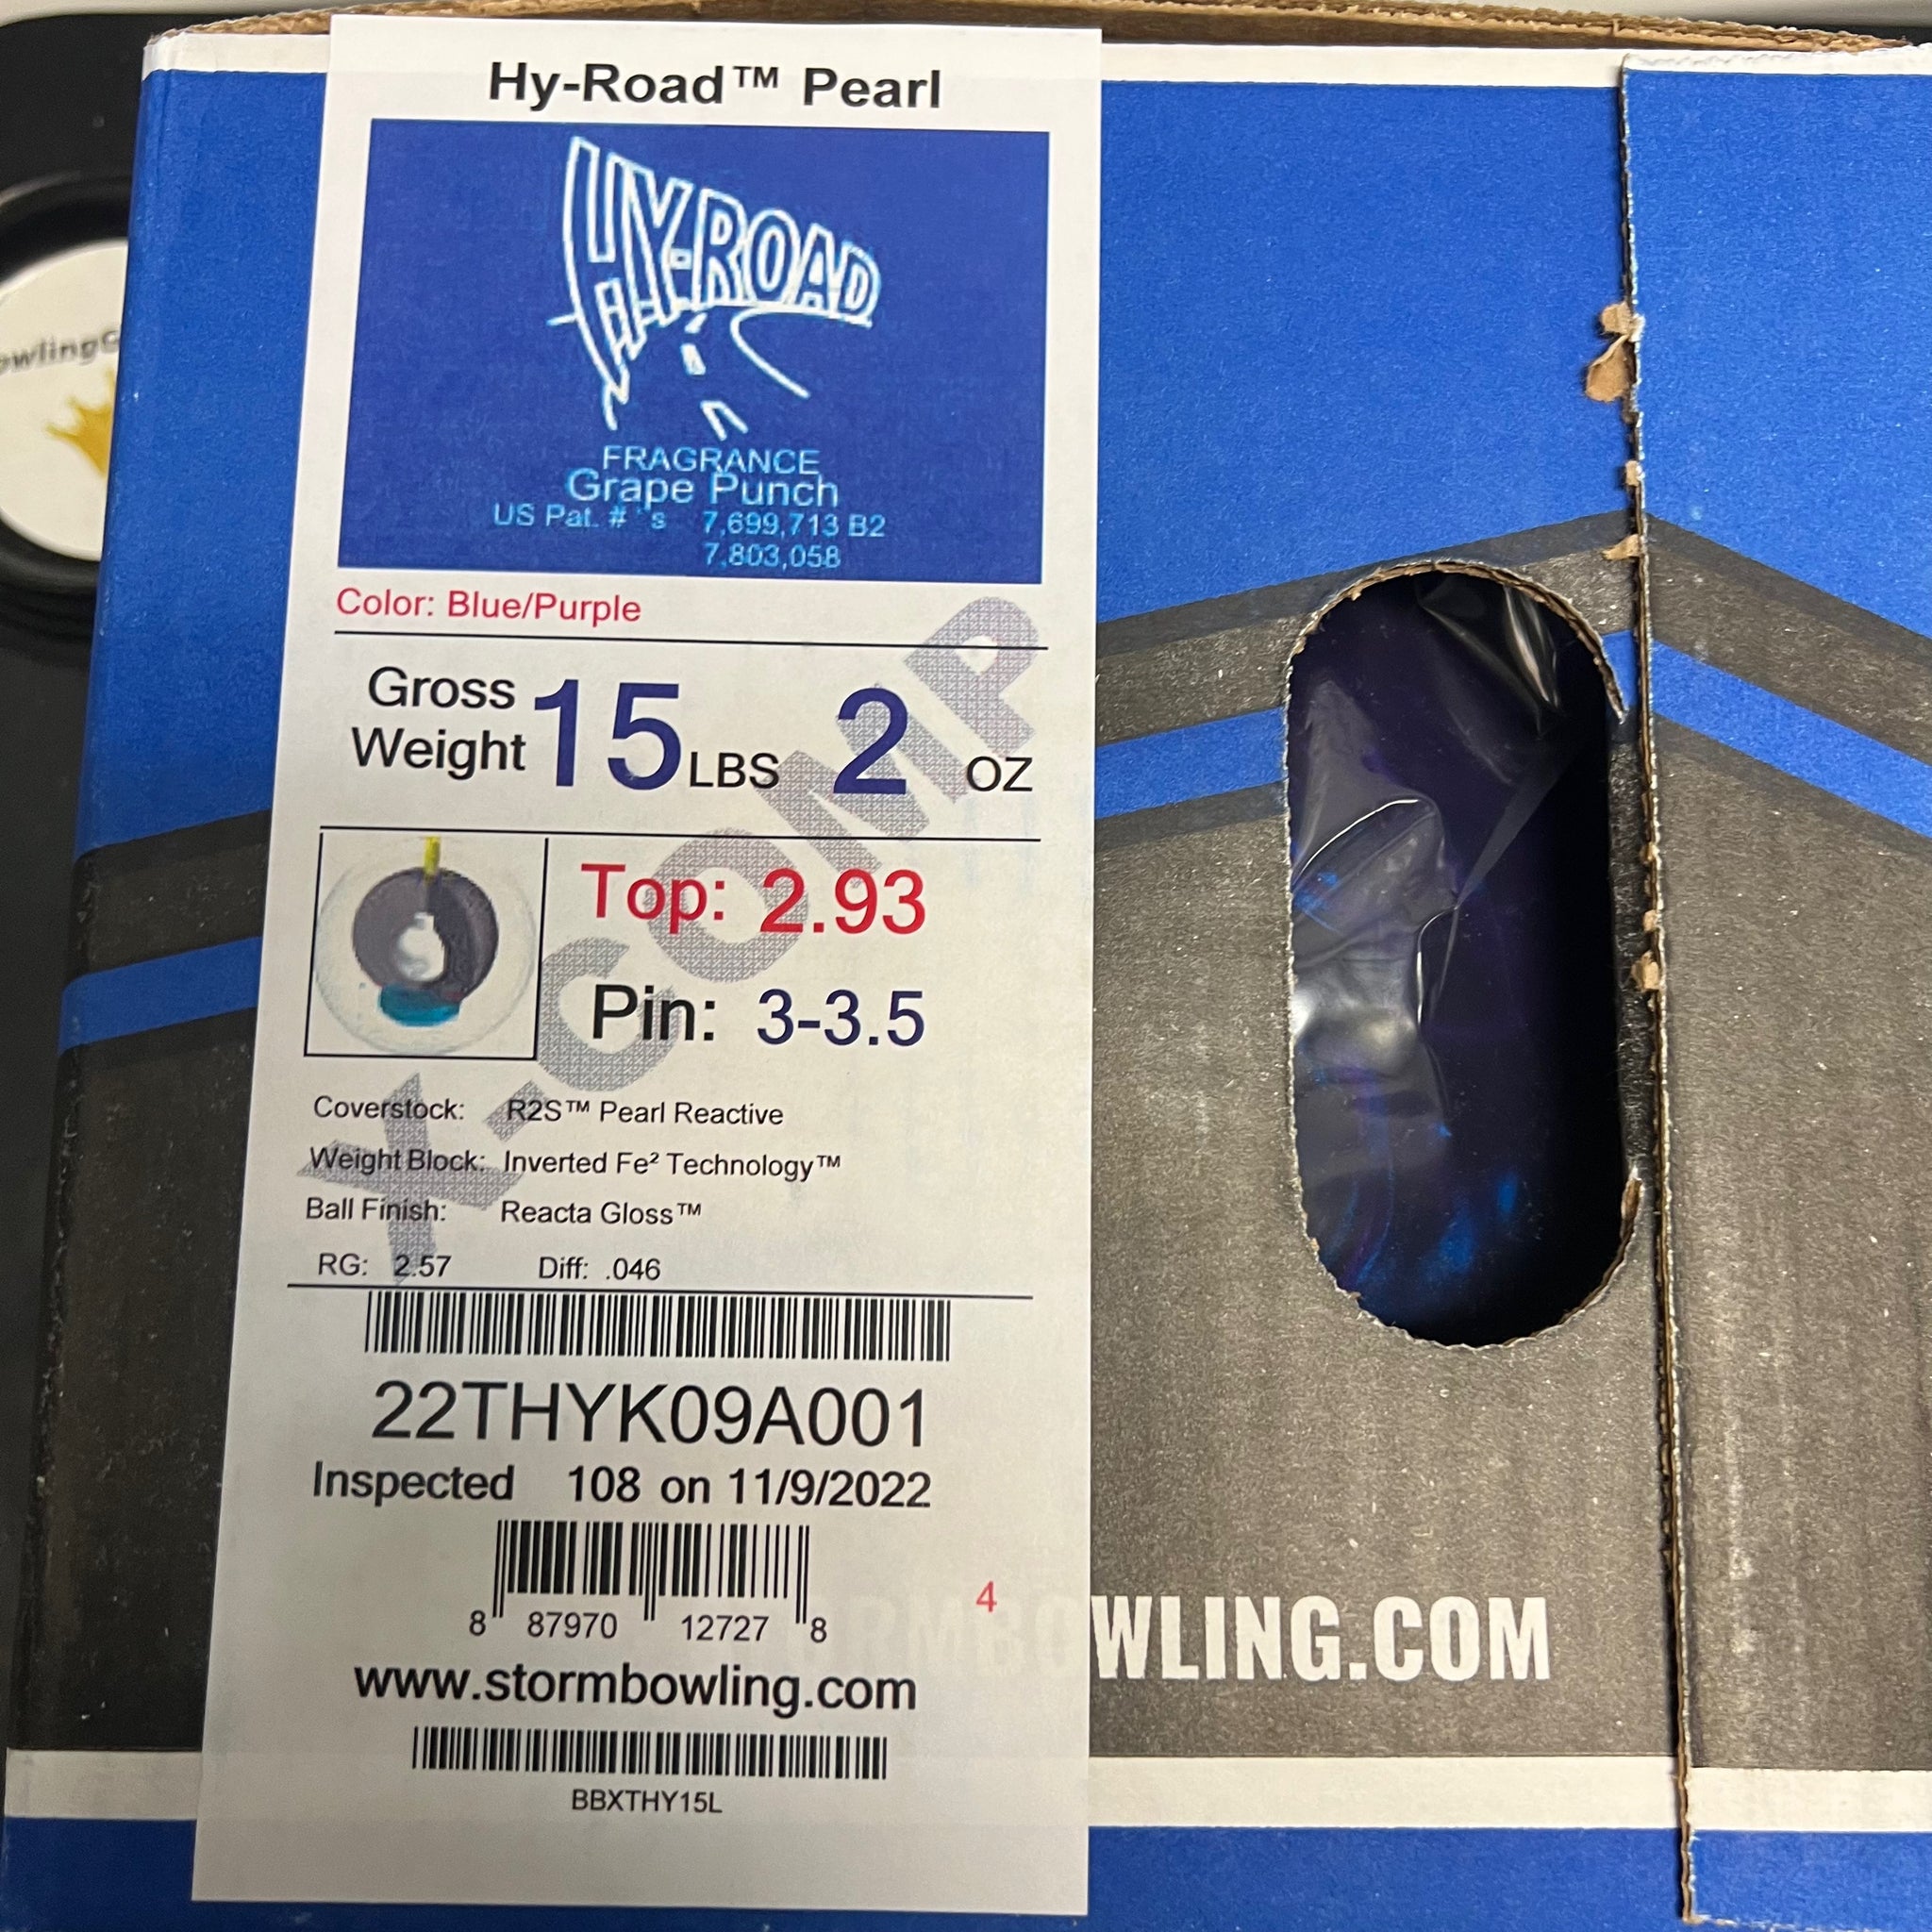 Hy-Road™ Pearl
HY-ROAD
FRAGRANCE
Grape Punch
US Pat. # ' s 7,699,713 B2
7,803,058
Color: Blue/Purple
Gross Weight 15 LBS 2 OZ
Top: 2.93
Pin: 3-3.5
X-COMP
Coverstock: R2S™ Pearl Reactive
Weight Block: Inverted Fe² Technology™
Ball Finish: Reacta Gloss™
RG: 2.57 Diff: .046
22THYK09A001
Inspected 108 on 11/9/2022
8 87970 12727 8
4
www.stormbowling.com
BBXTHY15L
ORMBOWLING.COM
owlingC